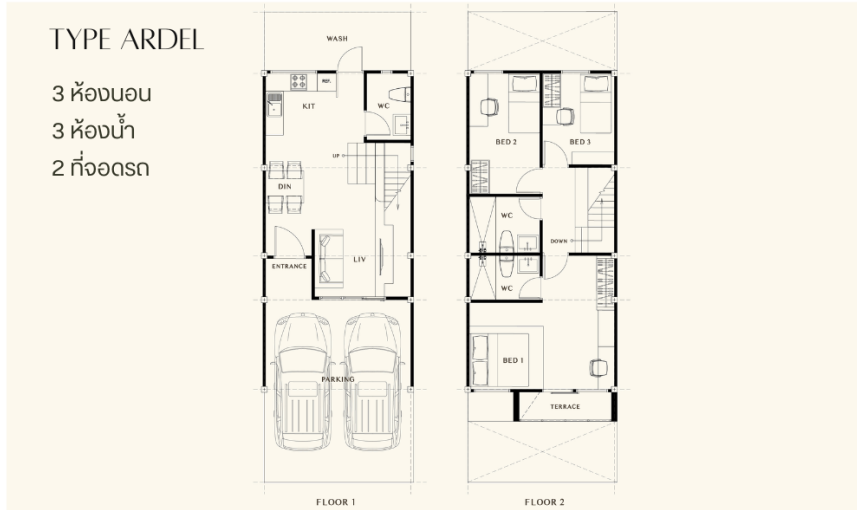 TYPE ARDEL
3 ห้องนอน
3 ห้องน้ำ
2 ที่จอดรถ
WASH
REF.
KIT
WC
UP
DIN
ENTRANCE
LIV
PARKING
FLOOR 1
BED 2
BED 3
WC
DOWN
WC
BED 1
TERRACE
FLOOR 2